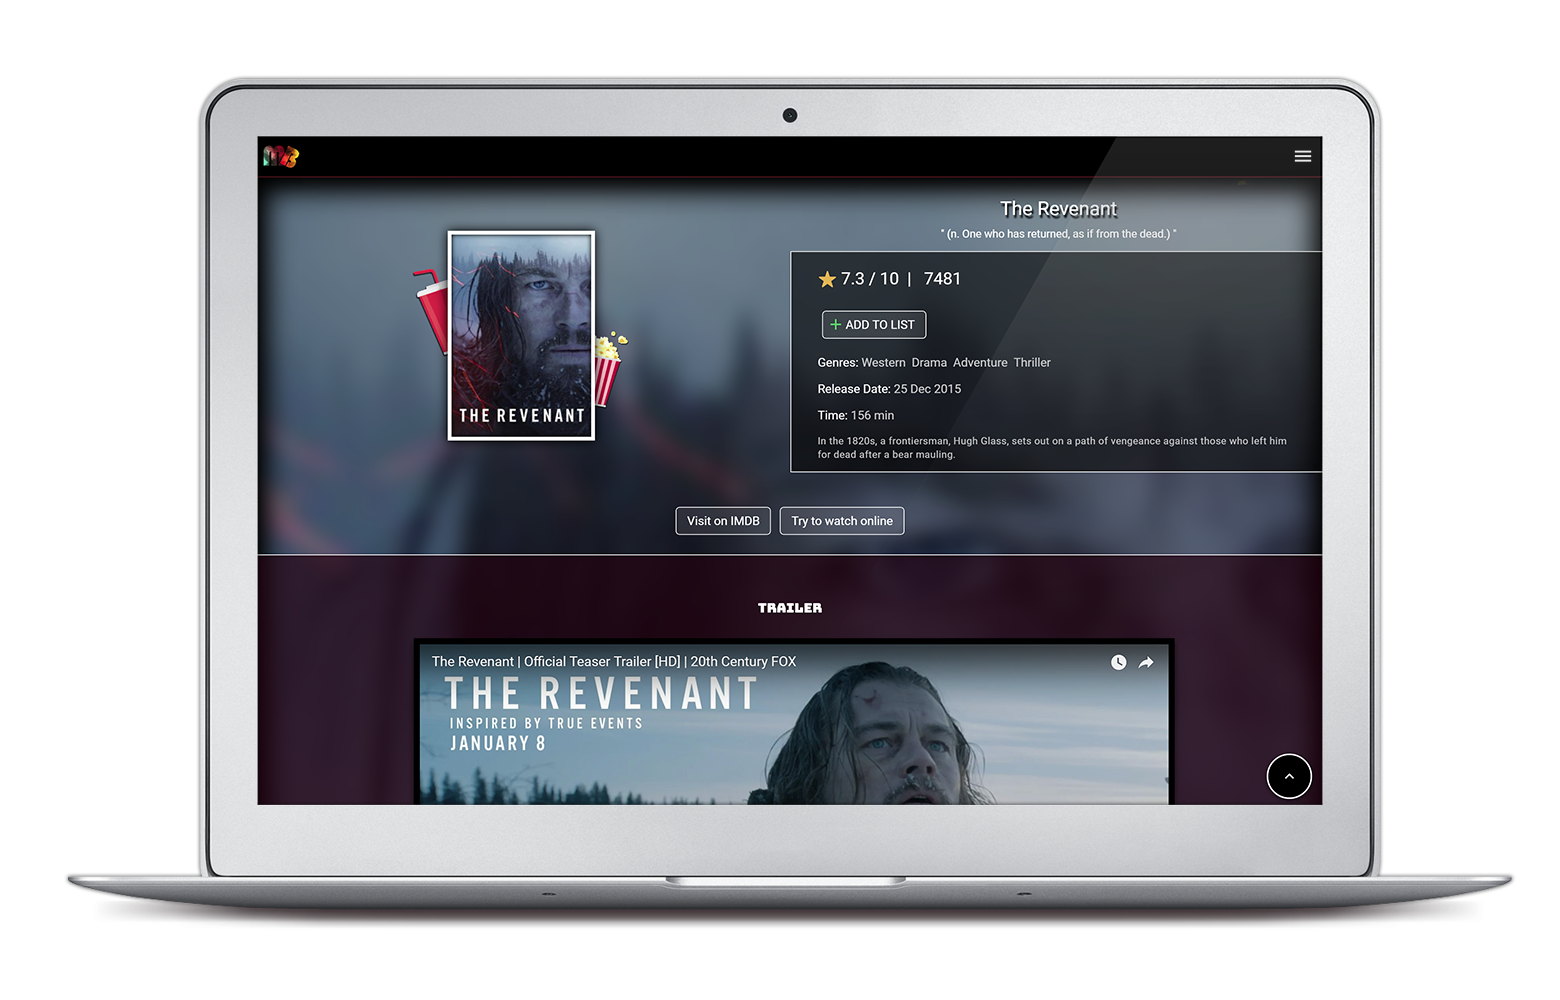 MB
The Revenant
" (n. One who has returned, as if from the dead.) "
7.3 / 10 | 7481
+ ADD TO LIST
Genres: Western Drama Adventure Thriller
Release Date: 25 Dec 2015
Time: 156 min
In the 1820s, a frontiersman, Hugh Glass, sets out on a path of vengeance against those who left him
for dead after a bear mauling.
THE REVENANT
Visit on IMDB
Try to watch online
TRAILER
The Revenant | Official Teaser Trailer [HD] | 20th Century FOX
THE REVENANT
INSPIRED BY TRUE EVENTS
JANUARY 8